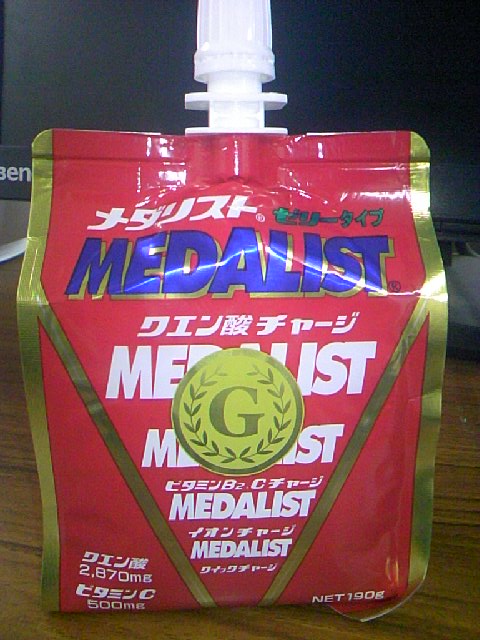 Ben
メダリスト® ゼリータイプ
MEDALIST®
クエン酸チャージ
MEDALIST
G
MEDALIST
ビタミンB2、Cチャージ
MEDALIST
イオンチャージ
MEDALIST
クイックチャージ
クエン酸
2,870mg
ビタミンC
500mg
NET190g